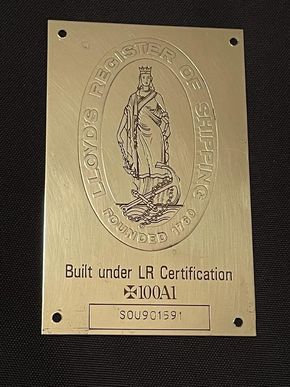 LLOYD'S REGISTER OF SHIPPING
FOUNDED 1760
Built under LR Certification
✠100A1
SOU901591